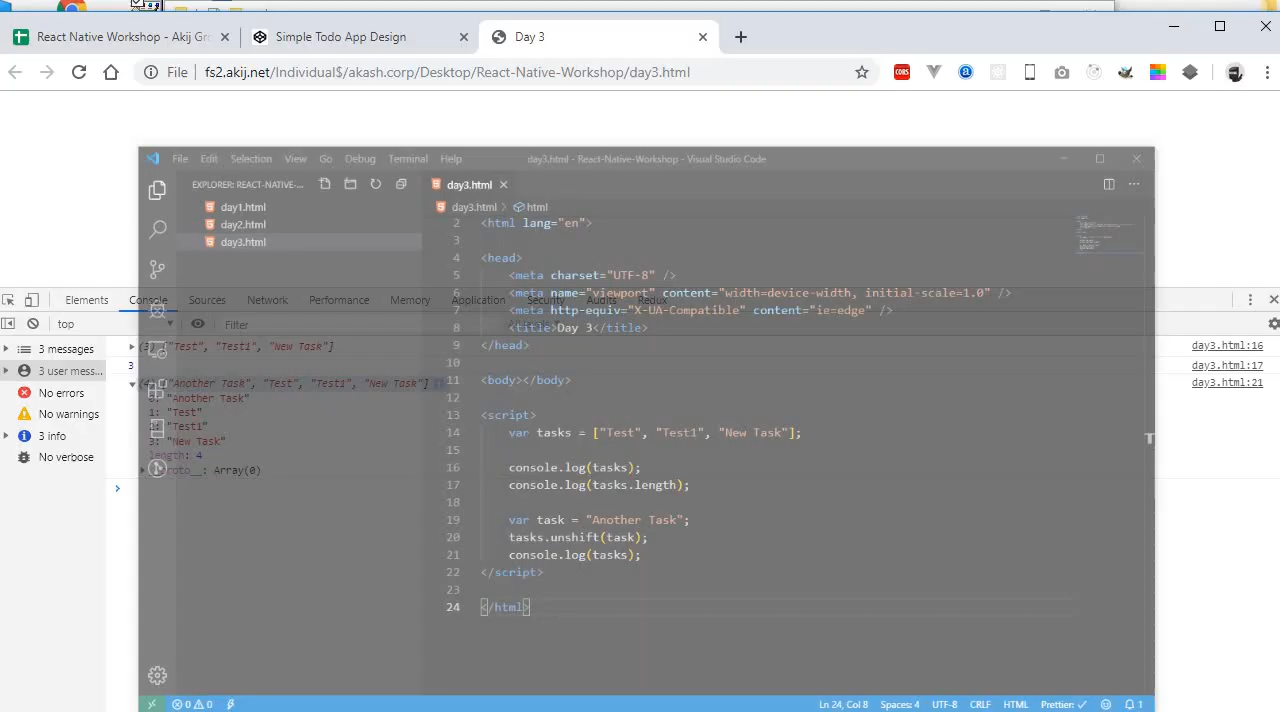 React Native Workshop - Akij Gr
Simple Todo App Design
Day 3
File
fs2.akij.net/Individual$/akash.corp/Desktop/React-Native-Workshop/day3.html
File Edit Selection View Go Debug Terminal Help
day3.html - React-Native-Workshop - Visual Studio Code
EXPLORER: REACT-NATIVE-...
day1.html
day2.html
day3.html
day3.html
day3.html > html
2 <html lang="en">
3
4 <head>
5 <meta charset="UTF-8" />
6 <meta name="viewport" content="width=device-width, initial-scale=1.0" />
7 <meta http-equiv="X-UA-Compatible" content="ie=edge" />
8 <title>Day 3</title>
9 </head>
10
11 <body></body>
12
13 <script>
14 var tasks = ["Test", "Test1", "New Task"];
15
16 console.log(tasks);
17 console.log(tasks.length);
18
19 var task = "Another Task";
20 tasks.unshift(task);
21 console.log(tasks);
22 </script>
23
24 </html>
Elements Console Sources Network Performance Memory Application Security Audits Redux
top
Filter
3 messages
3 user mess...
No errors
No warnings
3 info
No verbose
(3) ["Test", "Test1", "New Task"]
day3.html:16
3
day3.html:17
(4) ["Another Task", "Test", "Test1", "New Task"]
day3.html:21
0: "Another Task"
1: "Test"
2: "Test1"
3: "New Task"
length: 4
__proto__: Array(0)
0 0
Ln 24, Col 8 Spaces: 4 UTF-8 CRLF HTML Prettier: ✓ 1